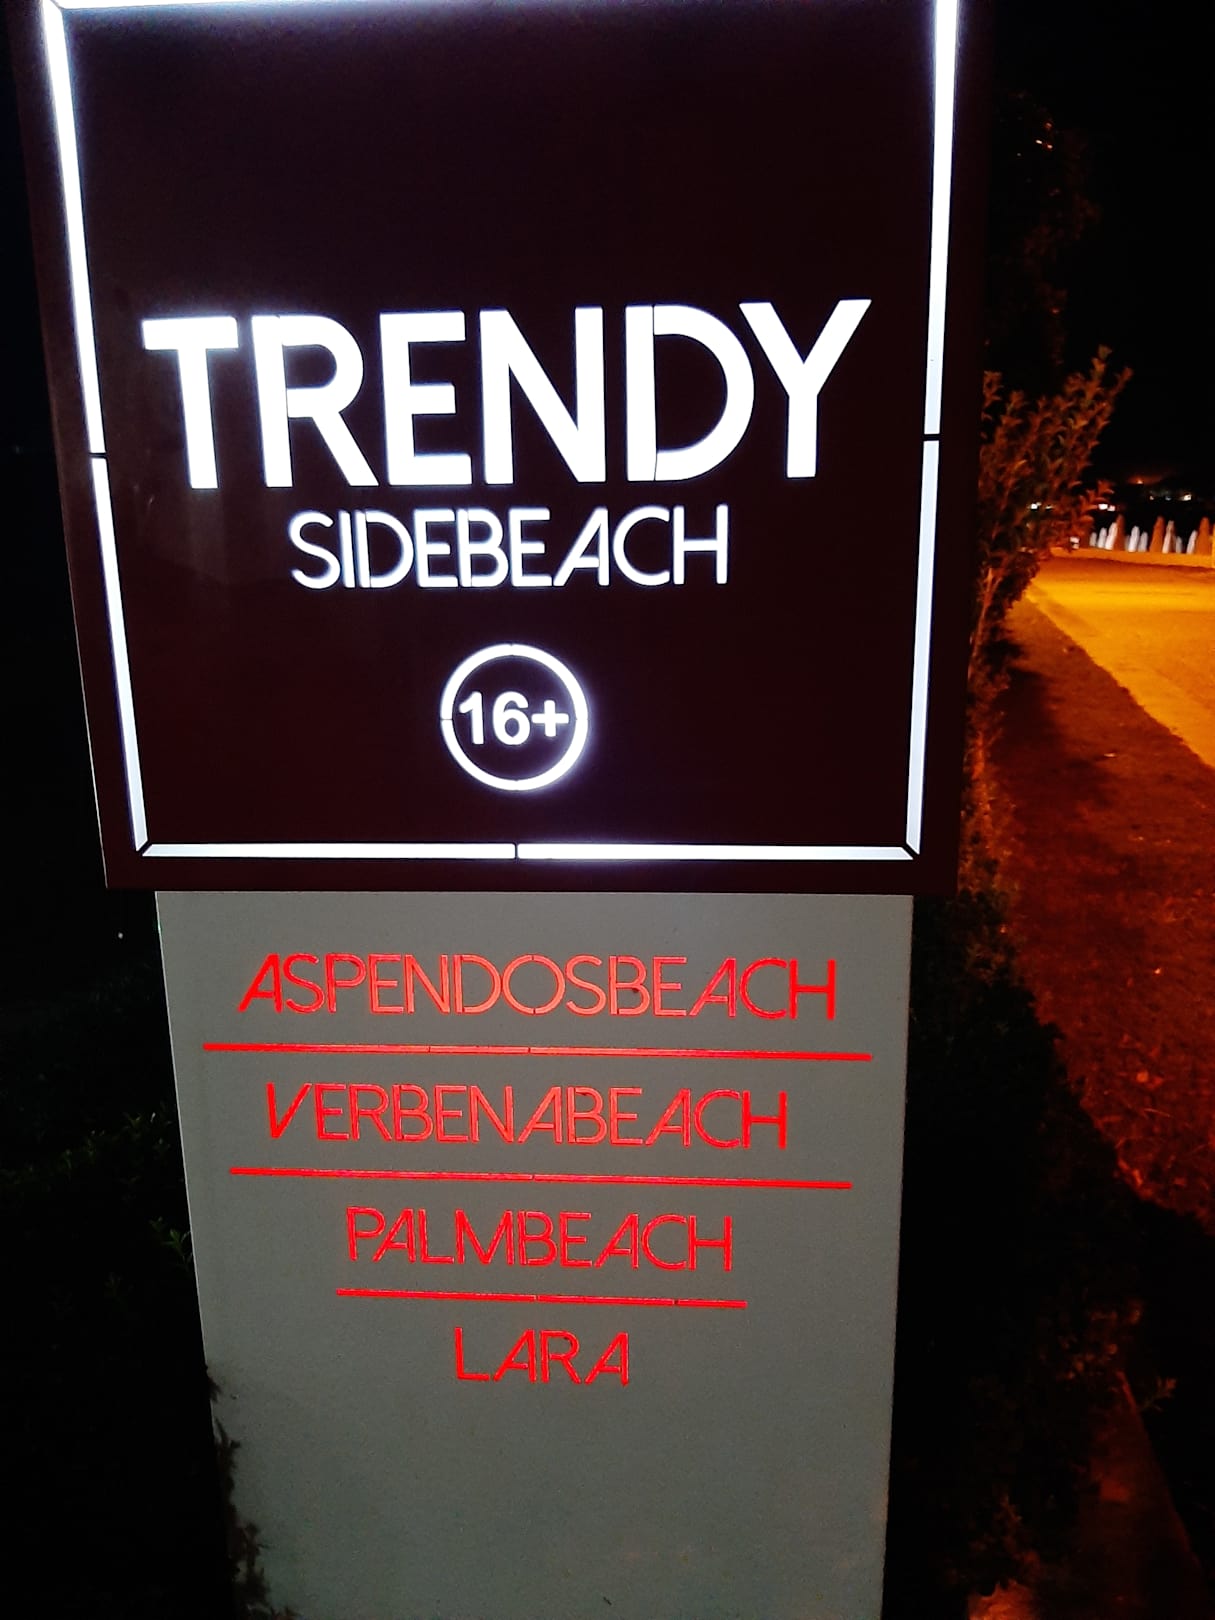 TRENDY
SIDEBEACH
16+
ASPENDOSBEACH
VERBENABEACH
PALMBEACH
LARA